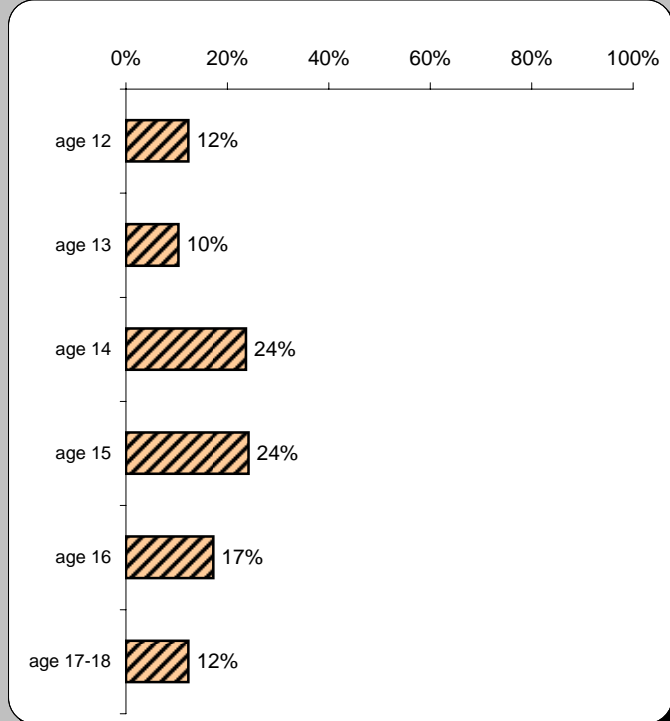 0% 20% 40% 60% 80% 100%
age 12 12%
age 13 10%
age 14 24%
age 15 24%
age 16 17%
age 17-18 12%